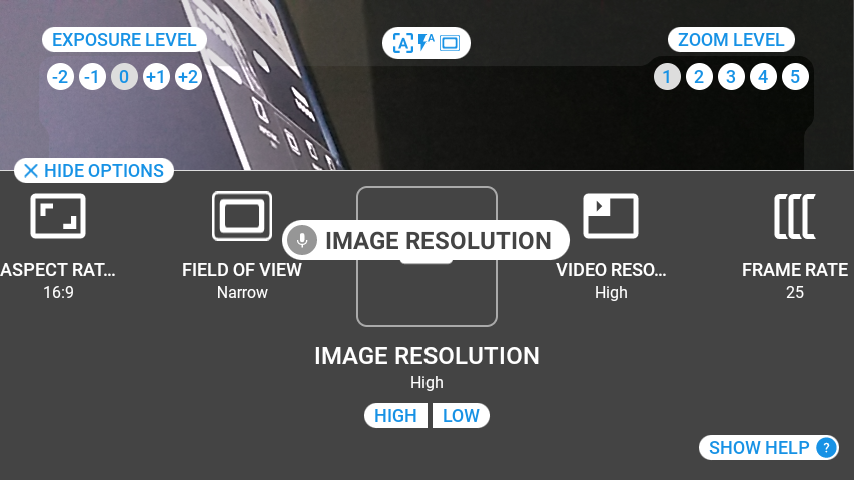 EXPOSURE LEVEL
-2 -1 0 +1 +2
A A
ZOOM LEVEL
1 2 3 4 5
HIDE OPTIONS
IMAGE RESOLUTION
ASPECT RAT...
16:9
FIELD OF VIEW
Narrow
VIDEO RESO...
High
FRAME RATE
25
IMAGE RESOLUTION
High
HIGH LOW
SHOW HELP ?